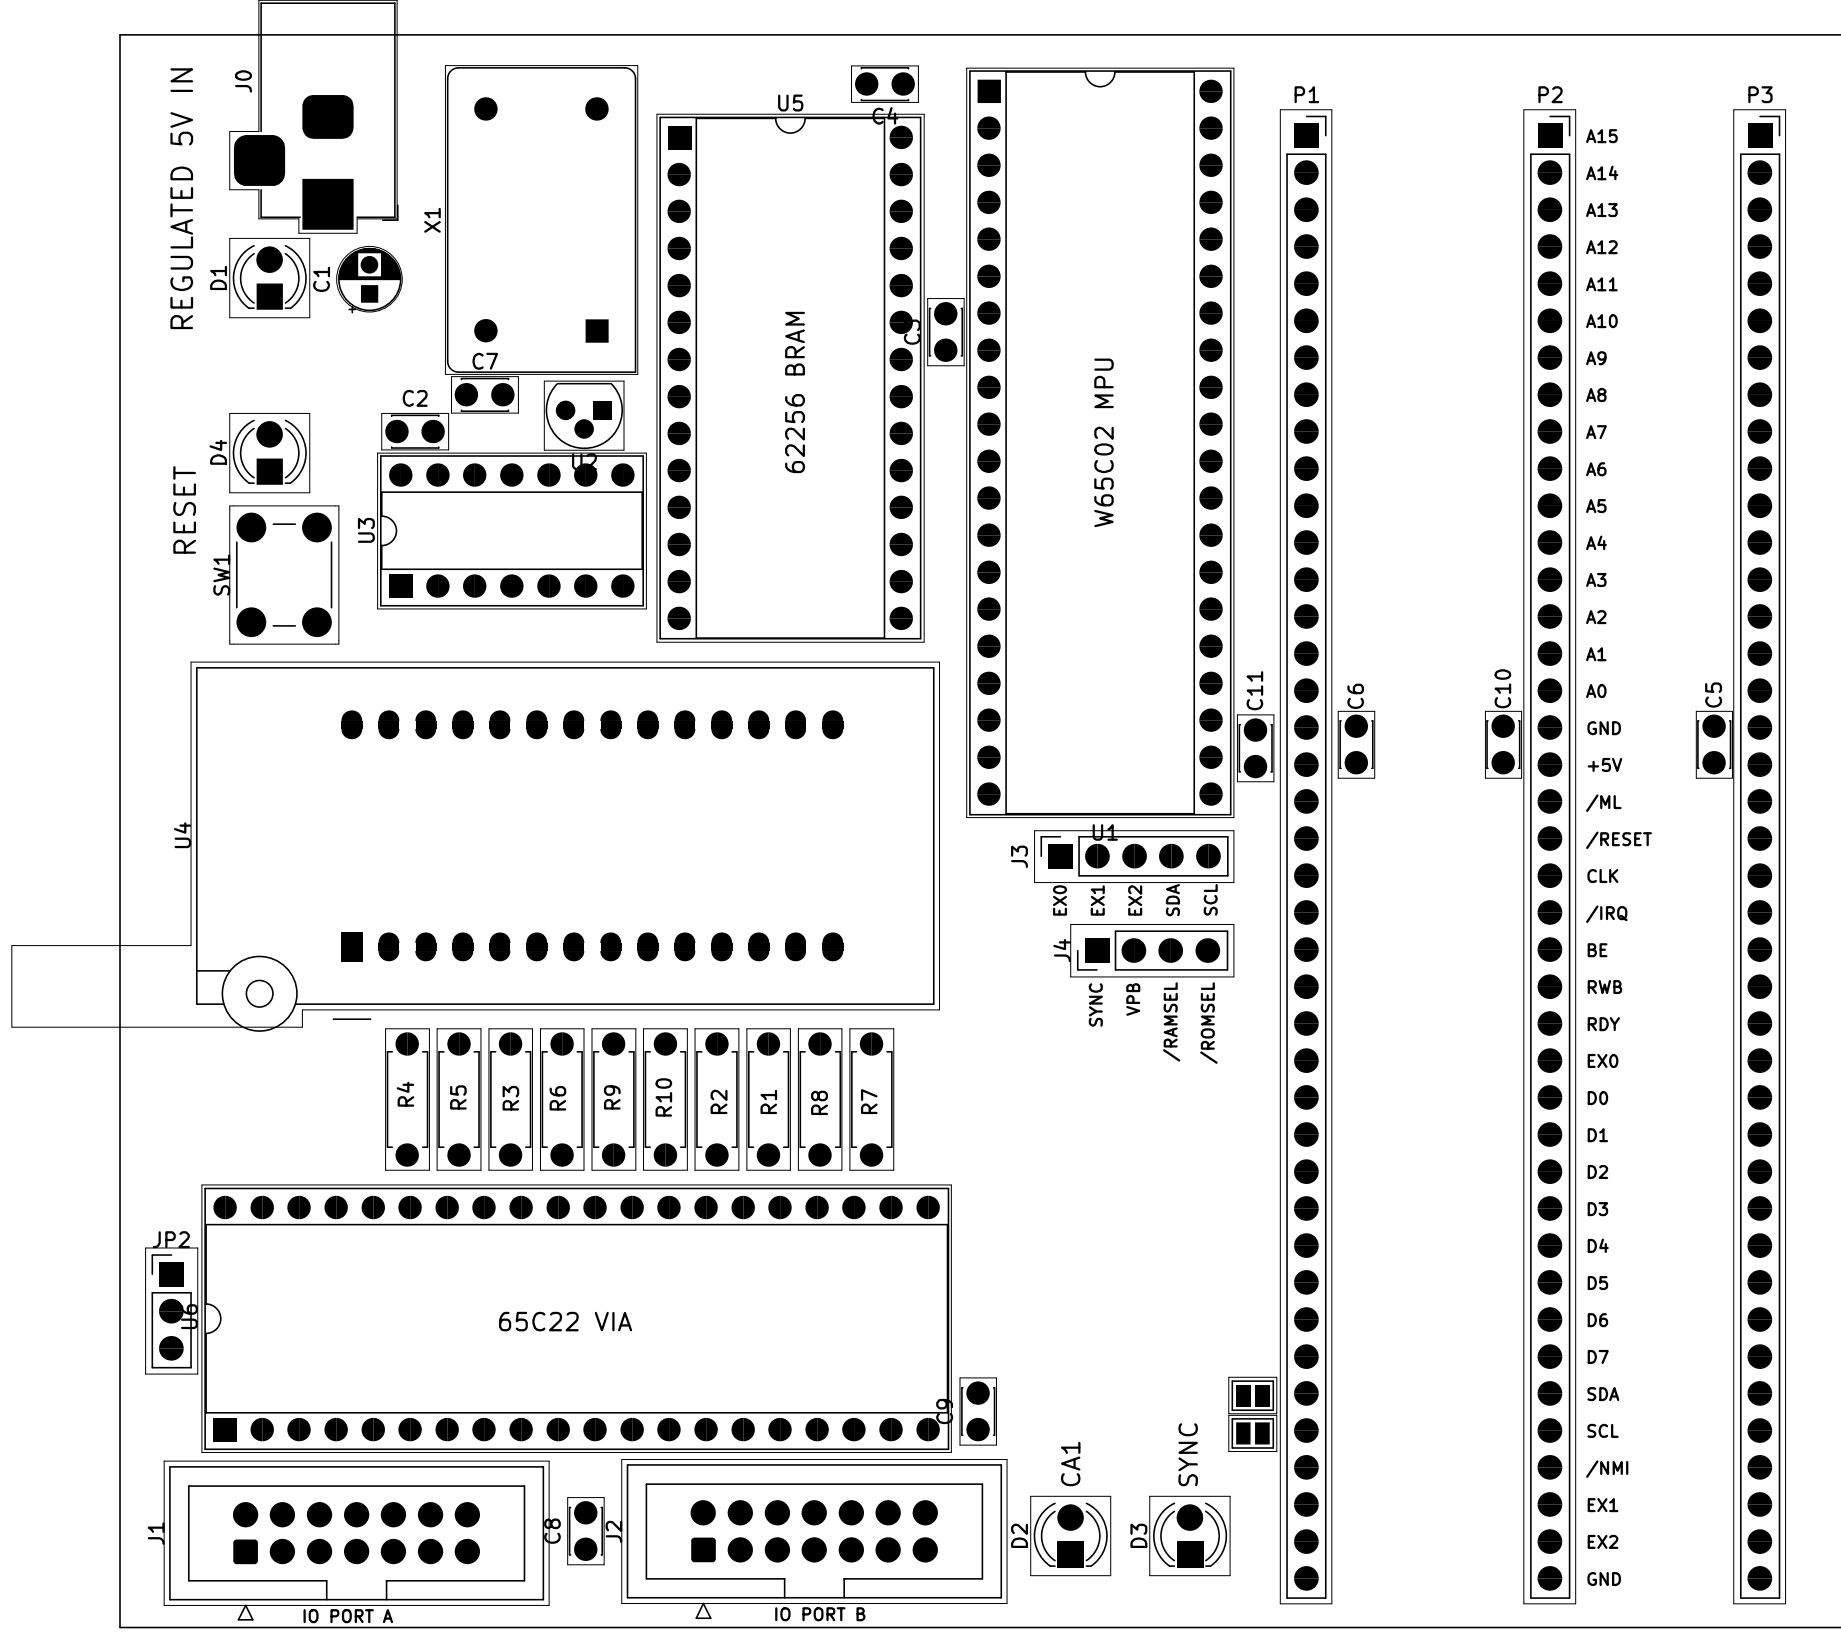 J0
REGULATED 5V IN
D1
C1
+
X1
C7
C2
U2
U3
D4
RESET
SW1
U5
62256 BRAM
C4
C3
W65C02 MPU
U1
P1
P2
P3
A15
A14
A13
A12
A11
A10
A9
A8
A7
A6
A5
A4
A3
A2
A1
A0
GND
+5V
/ML
/RESET
CLK
/IRQ
BE
RWB
RDY
EX0
D0
D1
D2
D3
D4
D5
D6
D7
SDA
SCL
/NMI
EX1
EX2
GND
C11
C6
C10
C5
U4
J3
EX0
EX1
EX2
SDA
SCL
J4
SYNC
VPB
/RAMSEL
/ROMSEL
R4
R5
R3
R6
R9
R10
R2
R1
R8
R7
JP2
U6
65C22 VIA
C9
J1
IO PORT A
C8
J2
IO PORT B
CA1
D2
SYNC
D3